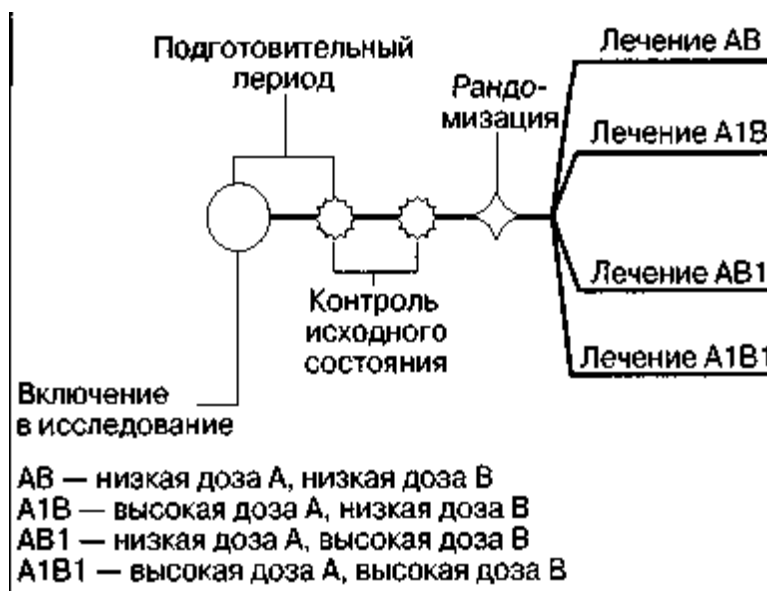 Подготовительный
период
Рандо-
мизация
Лечение AB
Лечение A1B
Лечение AB1
Лечение A1B1
Контроль
исходного
состояния
Включение
в исследование
AB — низкая доза A, низкая доза B
A1B — высокая доза A, низкая доза B
AB1 — низкая доза A, высокая доза B
A1B1 — высокая доза A, высокая доза B